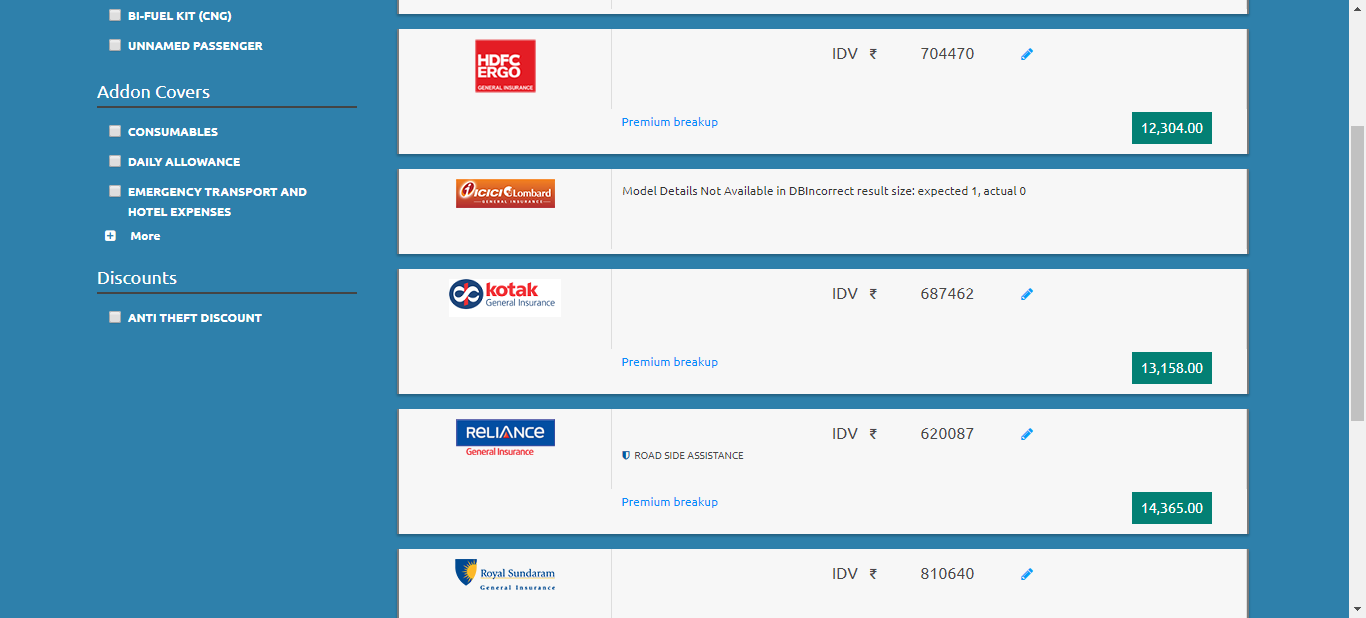 BI-FUEL KIT (CNG)
UNNAMED PASSENGER
Addon Covers
CONSUMABLES
DAILY ALLOWANCE
EMERGENCY TRANSPORT AND
HOTEL EXPENSES
More
Discounts
ANTI THEFT DISCOUNT
HDFC
ERGO
GENERAL INSURANCE
IDV ₹ 704470
Premium breakup
12,304.00
ICICI Lombard
GENERAL INSURANCE
Model Details Not Available in DBIncorrect result size: expected 1, actual 0
kotak
General Insurance
IDV ₹ 687462
Premium breakup
13,158.00
RELIANCE
General Insurance
IDV ₹ 620087
ROAD SIDE ASSISTANCE
Premium breakup
14,365.00
Royal Sundaram
General Insurance
IDV ₹ 810640